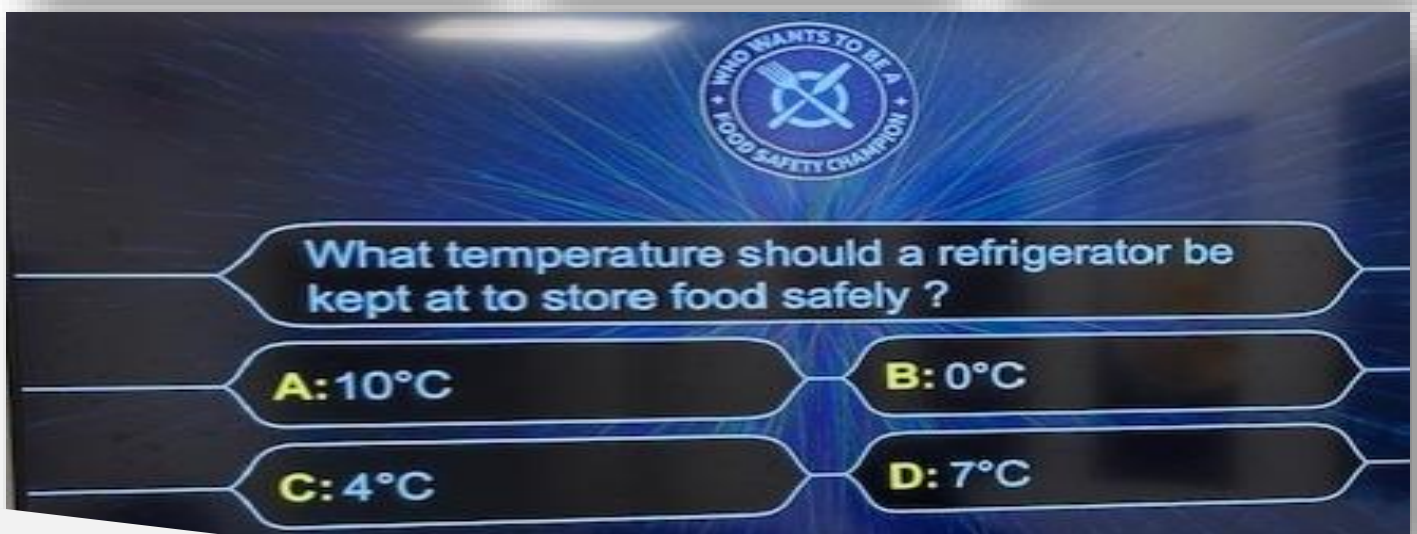 WHO WANTS TO BE A
FOOD SAFETY CHAMPION
What temperature should a refrigerator be
kept at to store food safely ?
A: 10°C
B: 0°C
C: 4°C
D: 7°C